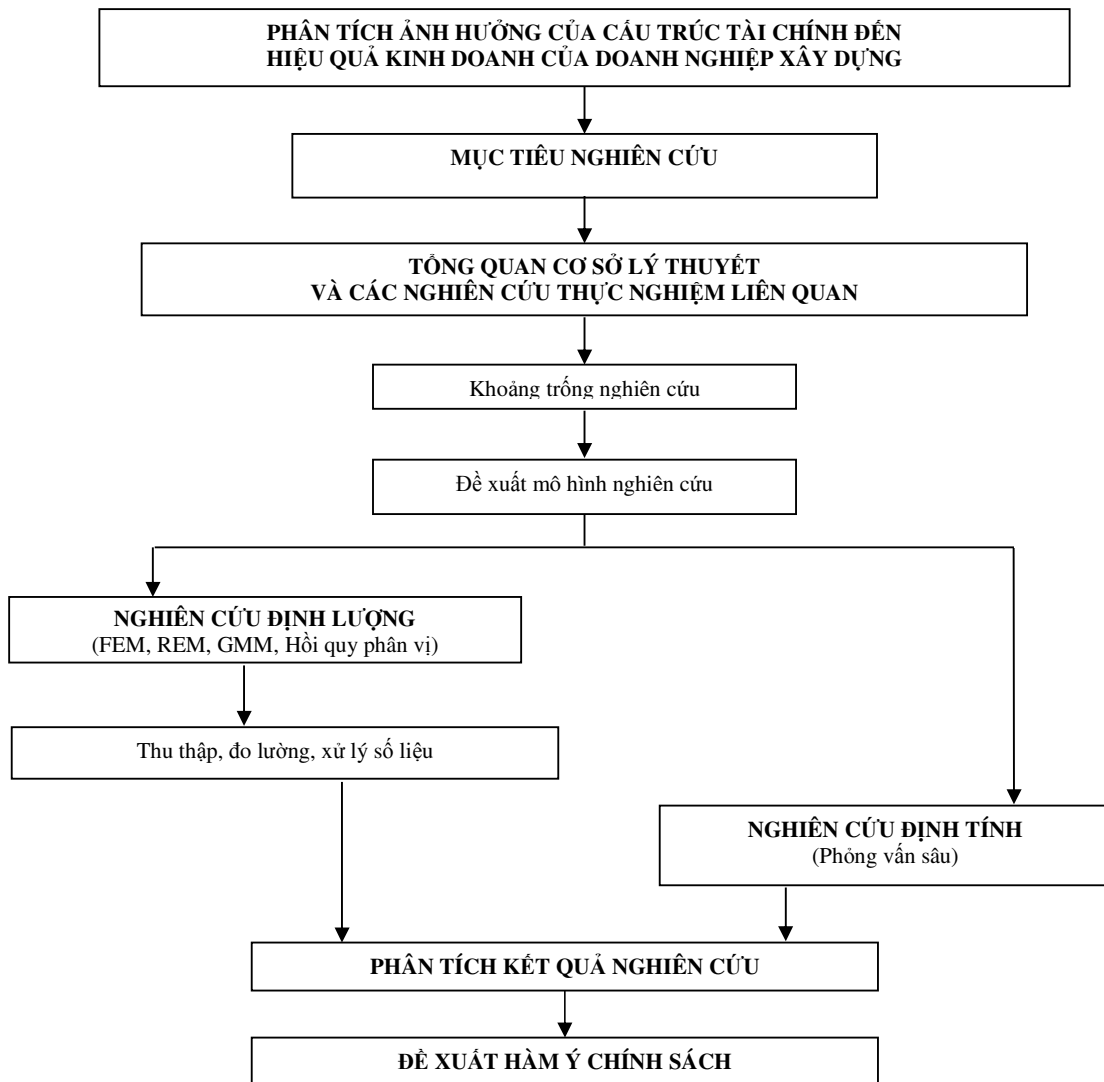 PHÂN TÍCH ẢNH HƯỞNG CỦA CẤU TRÚC TÀI CHÍNH ĐẾN
HIỆU QUẢ KINH DOANH CỦA DOANH NGHIỆP XÂY DỰNG
MỤC TIÊU NGHIÊN CỨU
TỔNG QUAN CƠ SỞ LÝ THUYẾT
VÀ CÁC NGHIÊN CỨU THỰC NGHIỆM LIÊN QUAN
Khoảng trống nghiên cứu
Đề xuất mô hình nghiên cứu
NGHIÊN CỨU ĐỊNH LƯỢNG
(FEM, REM, GMM, Hồi quy phân vị)
Thu thập, đo lường, xử lý số liệu
NGHIÊN CỨU ĐỊNH TÍNH
(Phỏng vấn sâu)
PHÂN TÍCH KẾT QUẢ NGHIÊN CỨU
ĐỀ XUẤT HÀM Ý CHÍNH SÁCH